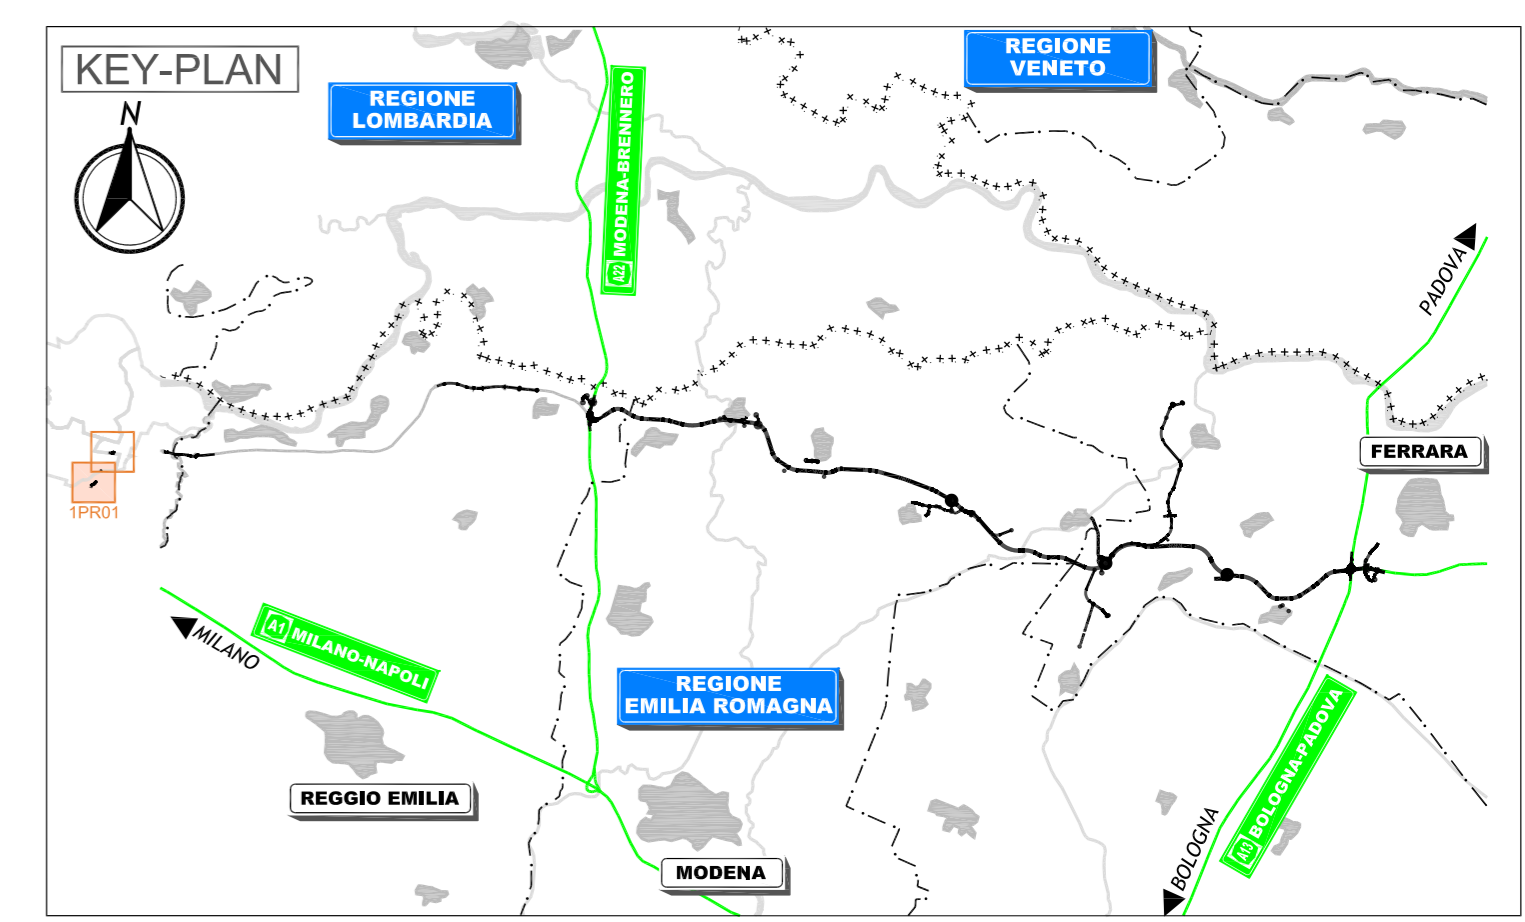 KEY-PLAN
N
REGIONE
LOMBARDIA
REGIONE
VENETO
A22 MODENA-BRENNERO
PADOVA
FERRARA
1PR01
MILANO
A1 MILANO-NAPOLI
REGIONE
EMILIA ROMAGNA
REGGIO EMILIA
MODENA
BOLOGNA
A13 BOLOGNA-PADOVA